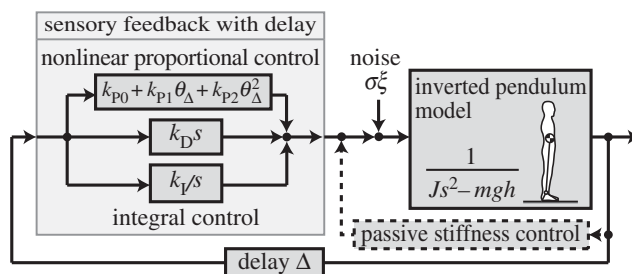 sensory feedback with delay
nonlinear proportional control
k_P0 + k_P1 θ_Δ + k_P2 θ_Δ^2
k_D s
k_I/s
integral control
noise
σξ
inverted pendulum
model
1
Js^2 – mgh
passive stiffness control
delay Δ